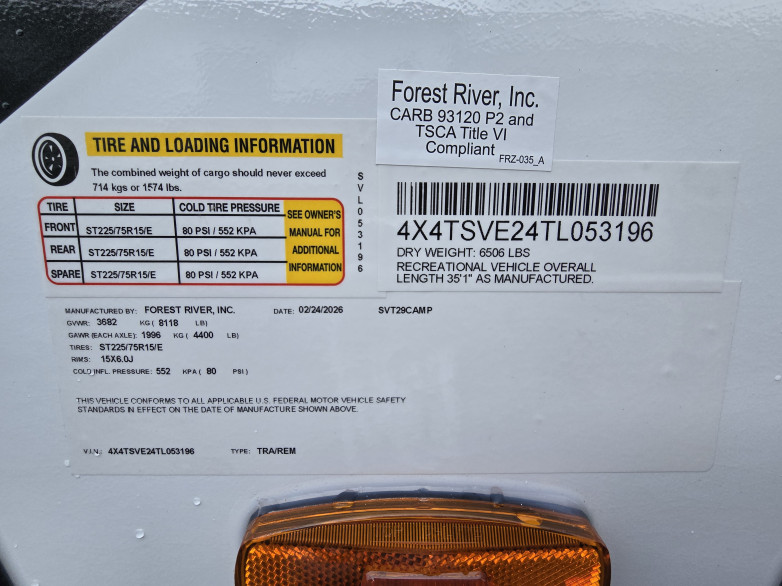 Forest River, Inc.
CARB 93120 P2 and
TSCA Title VI
Compliant
FRZ-035_A
TIRE AND LOADING INFORMATION
The combined weight of cargo should never exceed
714 kgs or 1574 lbs.
TIRE SIZE COLD TIRE PRESSURE
FRONT ST225/75R15/E 80 PSI / 552 KPA
REAR ST225/75R15/E 80 PSI / 552 KPA
SPARE ST225/75R15/E 80 PSI / 552 KPA
SEE OWNER'S
MANUAL FOR
ADDITIONAL
INFORMATION
SVL053196
4X4TSVE24TL053196
DRY WEIGHT: 6506 LBS
RECREATIONAL VEHICLE OVERALL
LENGTH 35'1" AS MANUFACTURED.
MANUFACTURED BY: FOREST RIVER, INC. DATE: 02/24/2026 SVT29CAMP
GVWR: 3682 KG ( 8118 LB)
GAWR (EACH AXLE): 1996 KG ( 4400 LB)
TIRES: ST225/75R15/E
RIMS: 15X6.0J
COLD INFL. PRESSURE: 552 KPA ( 80 PSI )
THIS VEHICLE CONFORMS TO ALL APPLICABLE U.S. FEDERAL MOTOR VEHICLE SAFETY
STANDARDS IN EFFECT ON THE DATE OF MANUFACTURE SHOWN ABOVE.
V.I.N.: 4X4TSVE24TL053196 TYPE: TRA/REM